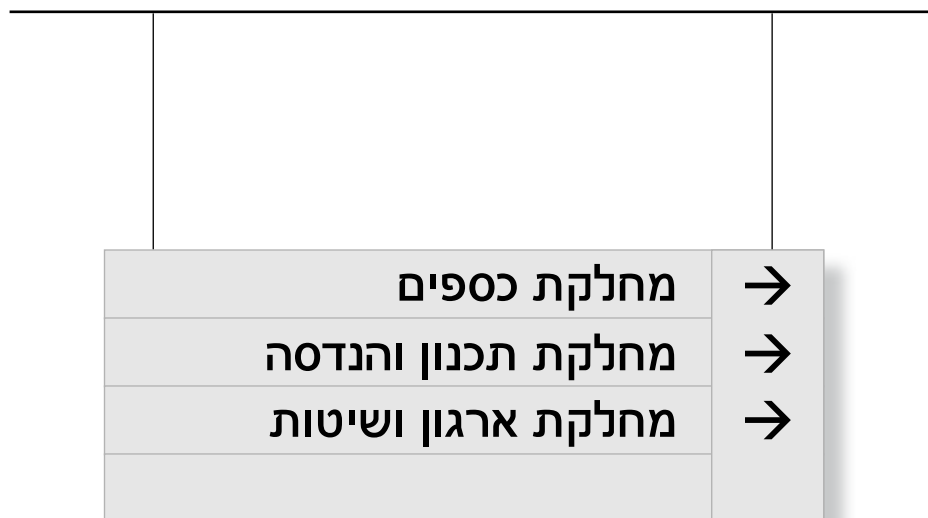 מחלקת כספים →
מחלקת תכנון והנדסה →
מחלקת ארגון ושיטות →